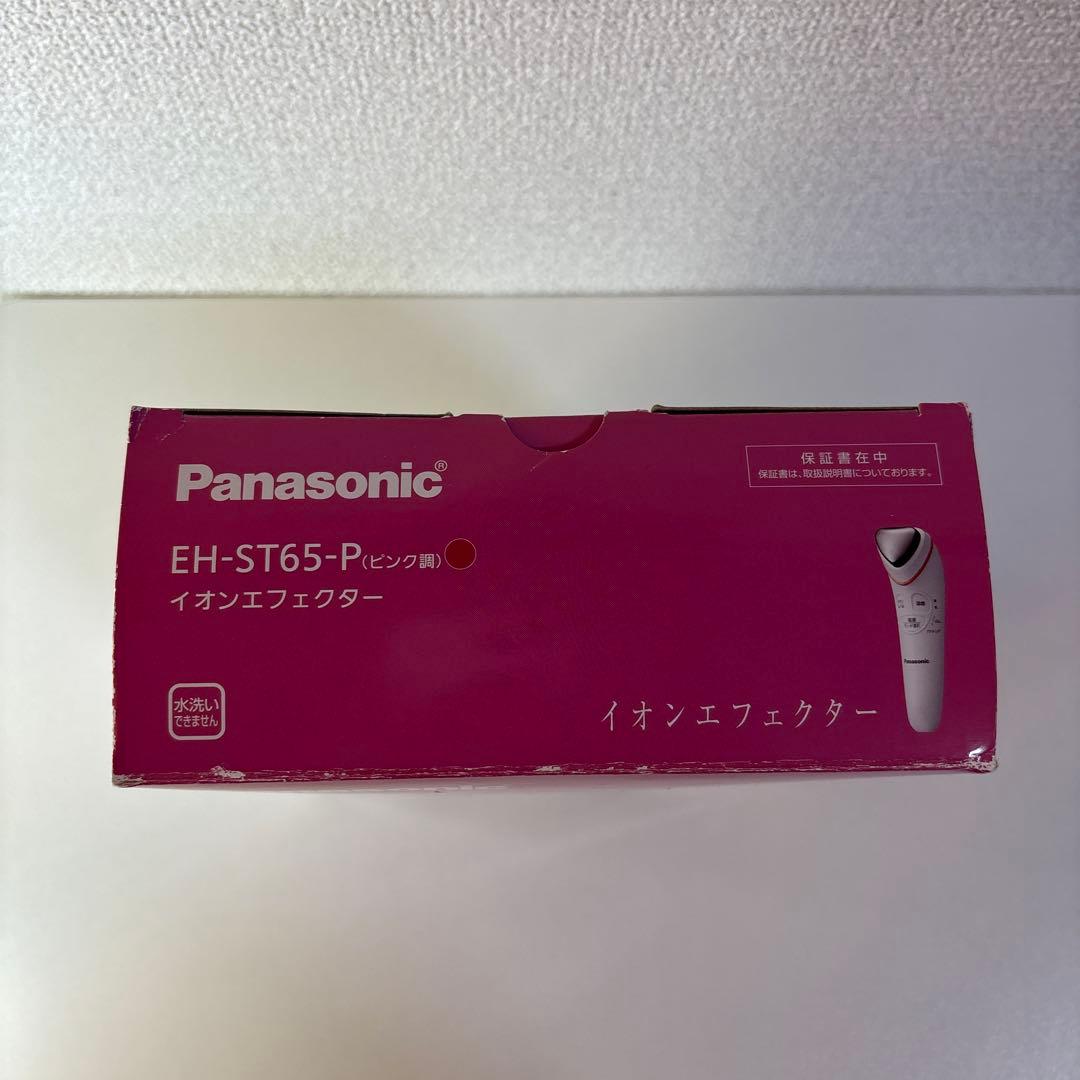 Panasonic®
保証書在中
保証書は、取扱説明書についております。
EH-ST65-P(ピンク調)
イオンエフェクター
水洗い
できません
イオンエフェクター
Panasonic